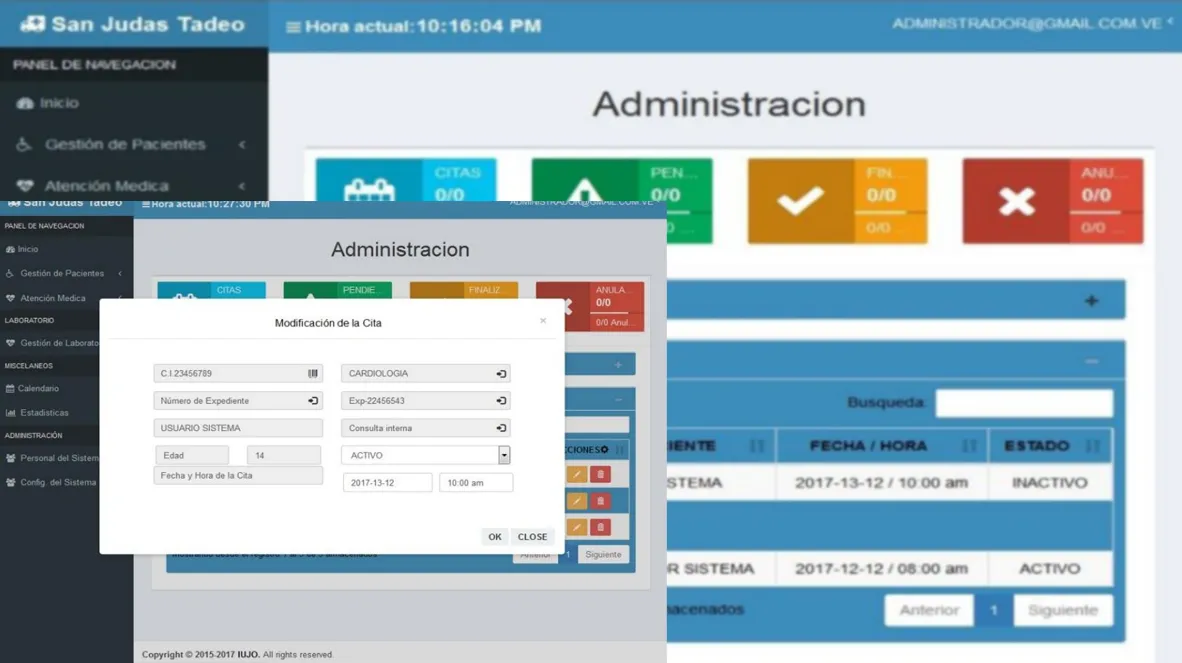 San Judas Tadeo
Hora actual:10:16:04 PM
ADMINISTRADOR@GMAIL.COM.VE
PANEL DE NAVEGACION
Inicio
Gestión de Pacientes
Atención Medica
Administracion
CITAS
0/0
PEN...
0/0
FIN...
0/0
0/0 ...
ANU...
0/0
0/0 ...
Busqueda:
IENTE
FECHA / HORA
ESTADO
STEMA
2017-13-12 / 10:00 am
INACTIVO
R SISTEMA
2017-12-12 / 08:00 am
ACTIVO
acenados
Anterior
1
Siguiente
San Judas Tadeo
Hora actual:10:27:30 PM
ADMINISTRADOR@GMAIL.COM.VE
PANEL DE NAVEGACION
Inicio
Gestión de Pacientes
Atención Medica
LABORATORIO
Gestión de Laborato
MISCELANEOS
Calendario
Estadisticas
ADMINISTRACIÓN
Personal del Sistem
Config. del Sistema
Administracion
CITAS
PENDIE...
FINALIZ...
ANULA...
0/0
0/0 Anul...
CIONES
Modificación de la Cita
×
C.I.23456789
CARDIOLOGIA
Número de Expediente
Exp-22456543
USUARIO SISTEMA
Consulta interna
Edad
14
ACTIVO
Fecha y Hora de la Cita
2017-13-12
10:00 am
OK
CLOSE
Anterior
1
Siguiente
Copyright © 2015-2017 IUJO. All rights reserved.